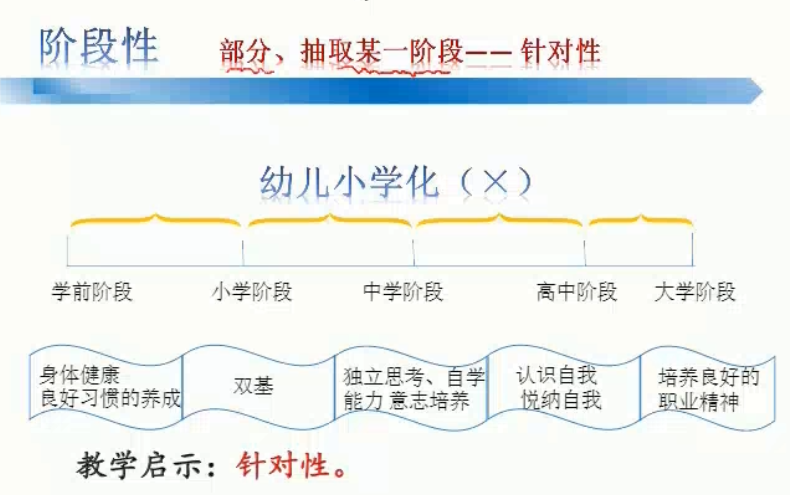 阶段性 部分、抽取某一阶段—— 针对性
幼儿小学化（×）
学前阶段 小学阶段 中学阶段 高中阶段 大学阶段
身体健康
良好习惯的养成
双基
独立思考、自学
能力 意志培养
认识自我
悦纳自我
培养良好的
职业精神
教学启示：针对性。